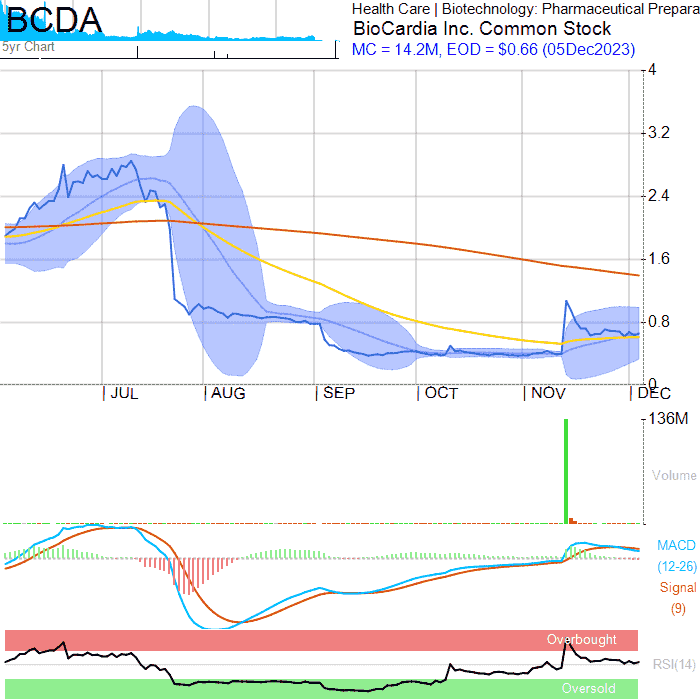 BCDA
Health Care | Biotechnology: Pharmaceutical Prepara
BioCardia Inc. Common Stock
5yr Chart
MC = 14.2M, EOD = $0.66 (05Dec2023)
4
3.2
2.4
1.6
0.8
0
JUL AUG SEP OCT NOV DEC
136M
Volume
MACD
(12-26)
Signal
(9)
Overbought
RSI(14)
Oversold